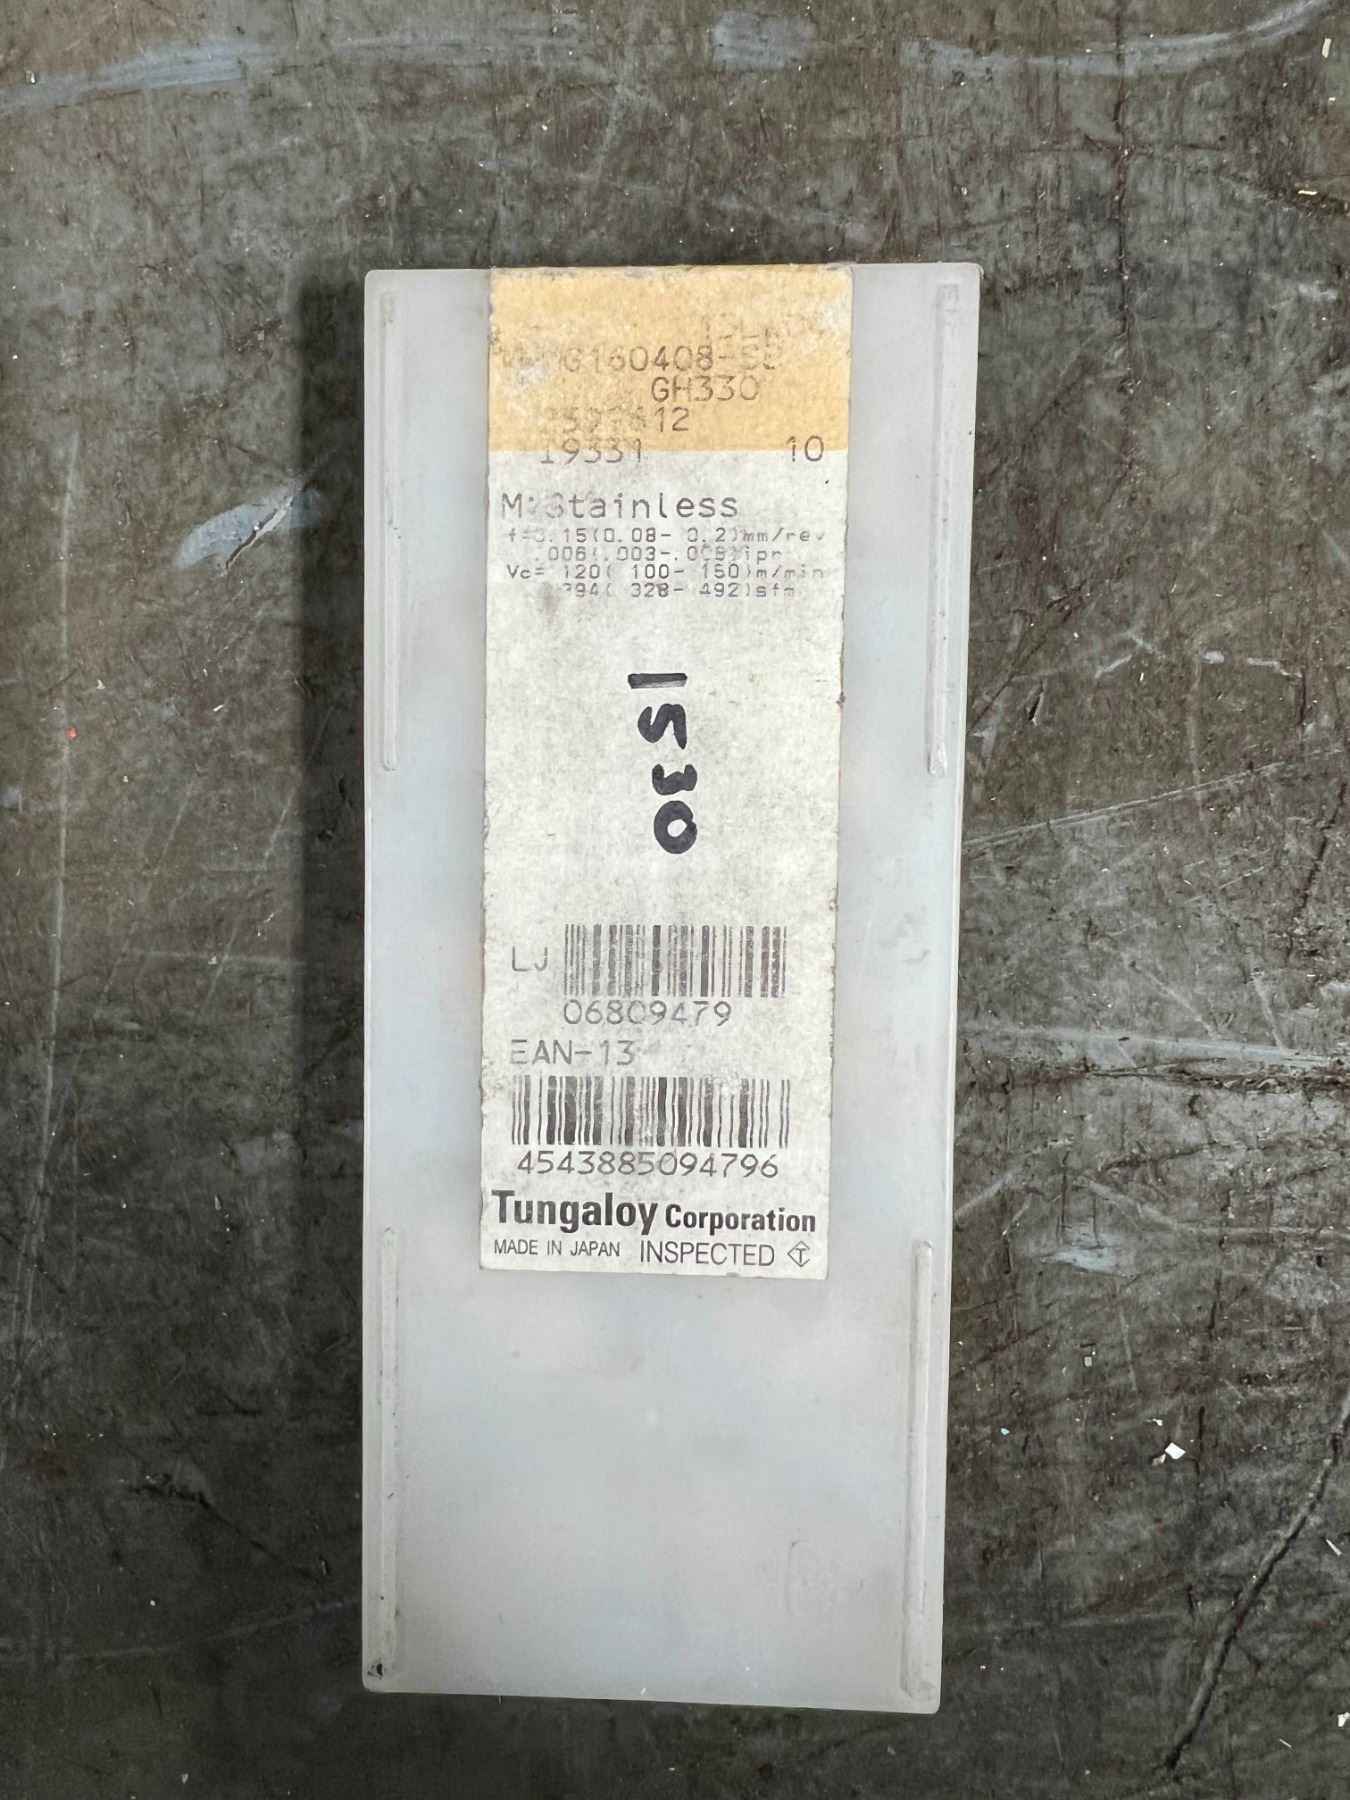 G160408-SS
GH330
19331 10
M:Stainless
f=0.15(0.08- 0.2)mm/rev
.006(.003-.008)ipr
Vc= 120( 100- 150)m/min
394( 328- 492)sfm
1530
LJ
06809479
EAN-13
4543885094796
Tungaloy Corporation
MADE IN JAPAN INSPECTED